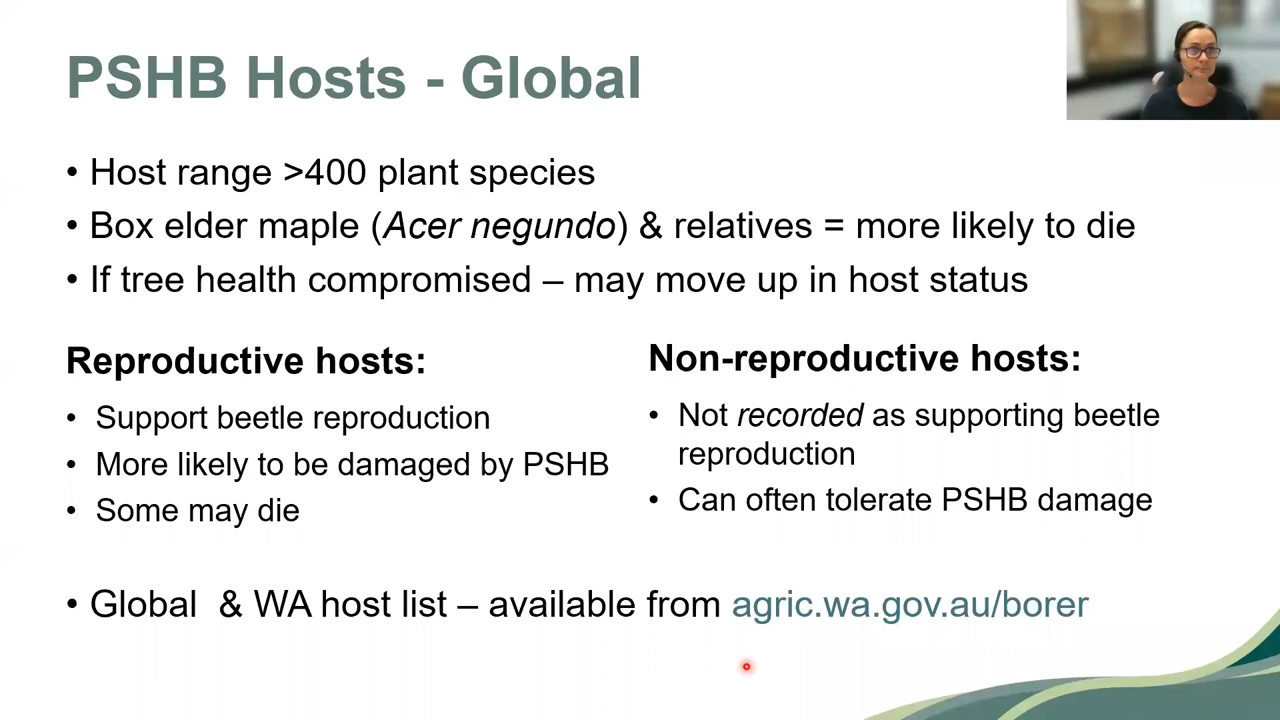 PSHB Hosts - Global
• Host range >400 plant species
• Box elder maple (Acer negundo) & relatives = more likely to die
• If tree health compromised – may move up in host status
Reproductive hosts:
• Support beetle reproduction
• More likely to be damaged by PSHB
• Some may die
Non-reproductive hosts:
• Not recorded as supporting beetle
reproduction
• Can often tolerate PSHB damage
• Global & WA host list – available from agric.wa.gov.au/borer